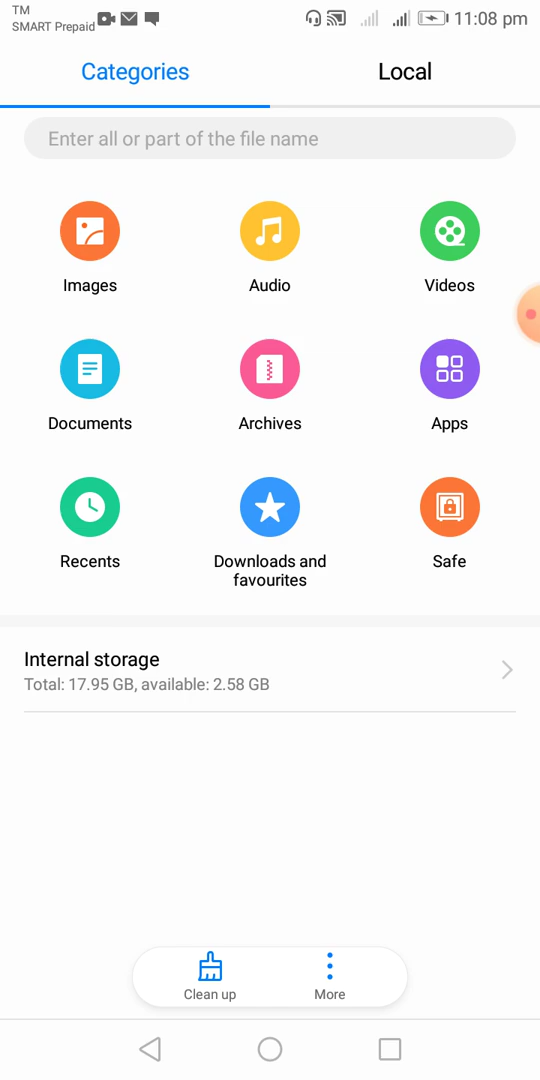 TM
SMART Prepaid
11:08 pm
Categories
Local
Enter all or part of the file name
Images
Audio
Videos
Documents
Archives
Apps
Recents
Downloads and
favourites
Safe
Internal storage
Total: 17.95 GB, available: 2.58 GB
Clean up
More